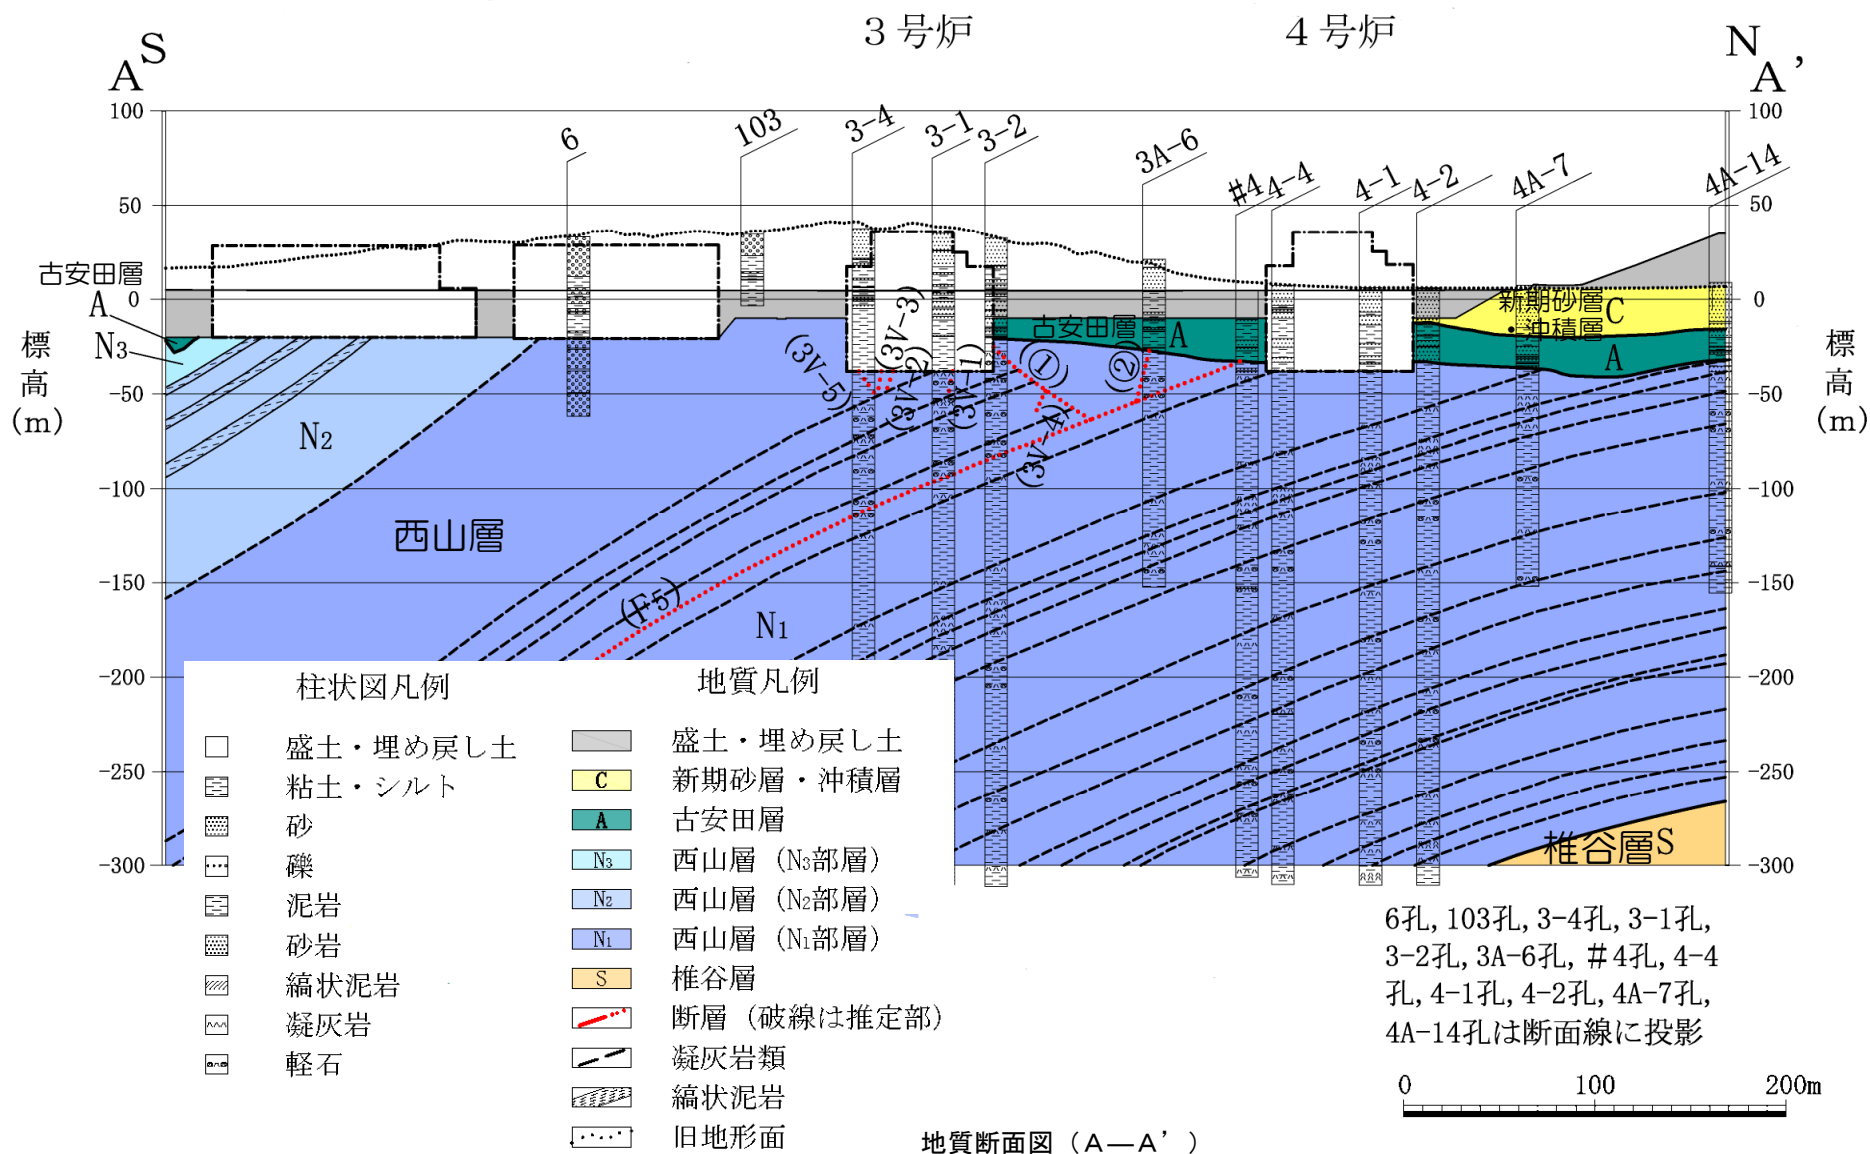 3号炉 4号炉
S N
A A’
6 103 3-4 3-1 3-2 3A-6 #4 4-4 4-1 4-2 4A-7 4A-14
100 100
50 50
0 0
-50 -50
-100 -100
-150 -150
-200 -200
-250 -250
-300 -300
標高(m) 標高(m)
古安田層
A
N3
N2
西山層
N1
(F5)
(3V-5)
(3V-3)
(3V-2)
(3V-1)
(①)
(②)
(3V-4)
古安田層 A
新期砂層 C
・沖積層
A
椎谷層S
柱状図凡例
盛土・埋め戻し土
粘土・シルト
砂
礫
泥岩
砂岩
縞状泥岩
凝灰岩
軽石
地質凡例
盛土・埋め戻し土
C 新期砂層・沖積層
A 古安田層
N3 西山層 (N3部層)
N2 西山層 (N2部層)
N1 西山層 (N1部層)
S 椎谷層
断層 (破線は推定部)
凝灰岩類
縞状泥岩
旧地形面
6孔, 103孔, 3-4孔, 3-1孔,
3-2孔, 3A-6孔, #4孔, 4-4
孔, 4-1孔, 4-2孔, 4A-7孔,
4A-14孔は断面線に投影
0 100 200m
地質断面図（A―A’）